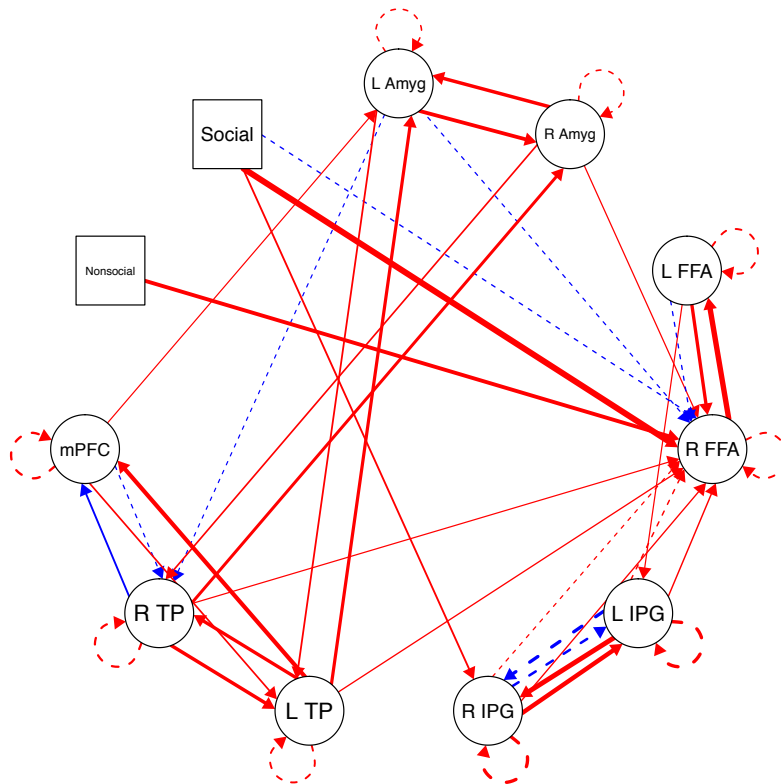 L Amyg
R Amyg
Social
Nonsocial
L FFA
mPFC
R FFA
R TP
L IPG
L TP
R IPG